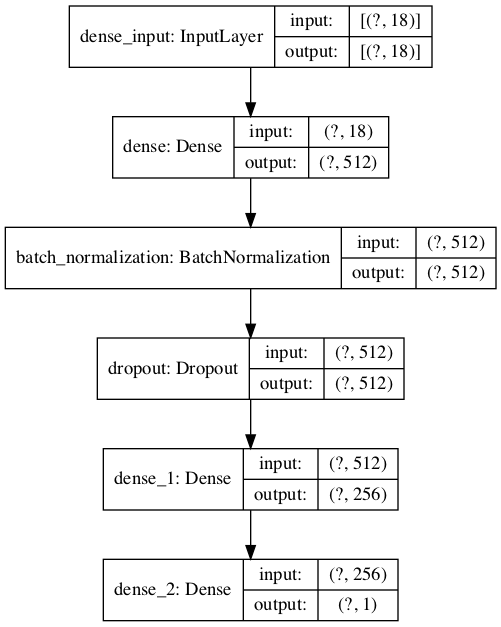 dense_input: InputLayer
input: [(?, 18)]
output: [(?, 18)]
dense: Dense
input: (?, 18)
output: (?, 512)
batch_normalization: BatchNormalization
input: (?, 512)
output: (?, 512)
dropout: Dropout
input: (?, 512)
output: (?, 512)
dense_1: Dense
input: (?, 512)
output: (?, 256)
dense_2: Dense
input: (?, 256)
output: (?, 1)